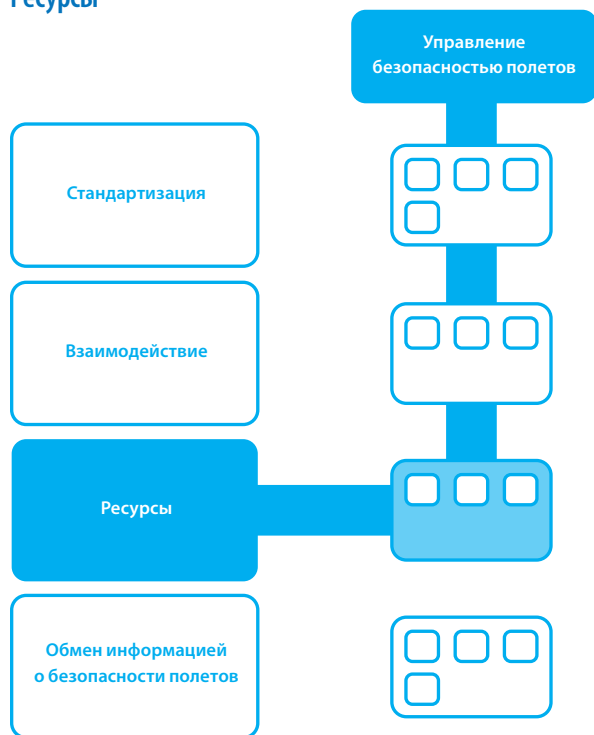 Ресурсы
Управление
безопасностью полетов
Стандартизация
Взаимодействие
Ресурсы
Обмен информацией
о безопасности полетов